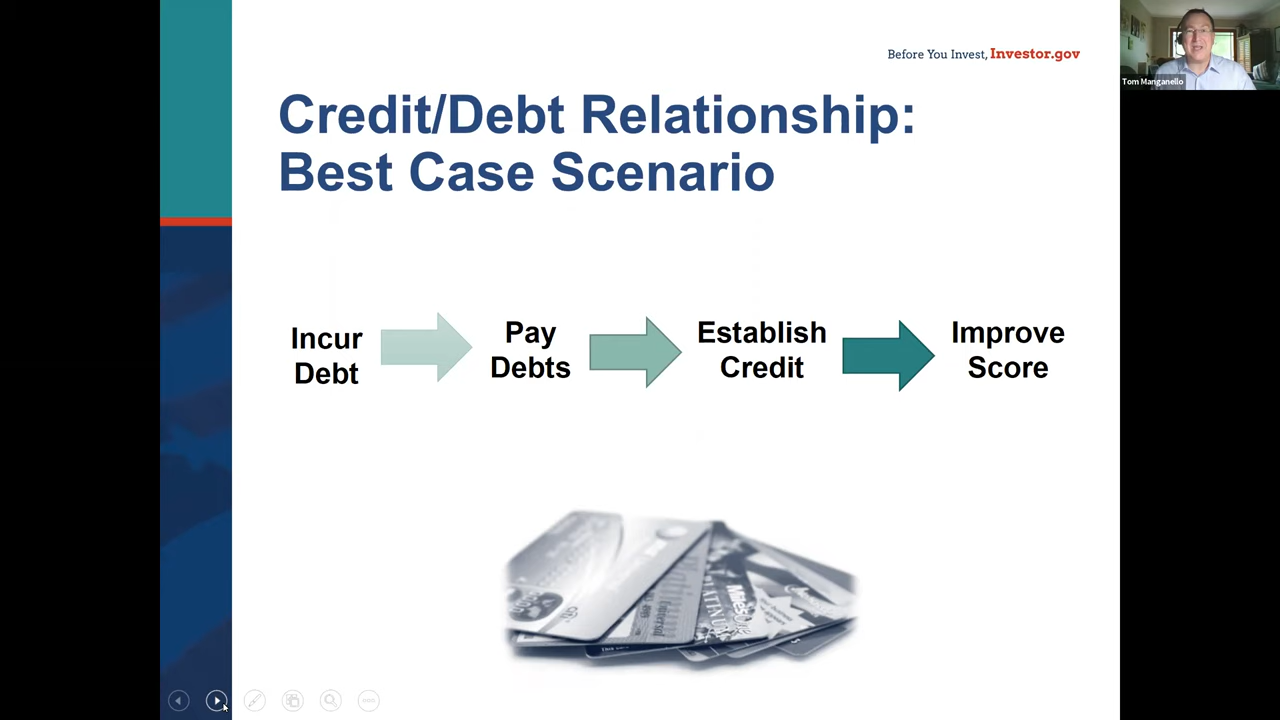 Before You Invest, Investor.gov
Tom Manganello
Credit/Debt Relationship:
Best Case Scenario
Incur
Debt
Pay
Debts
Establish
Credit
Improve
Score
PLATINUM